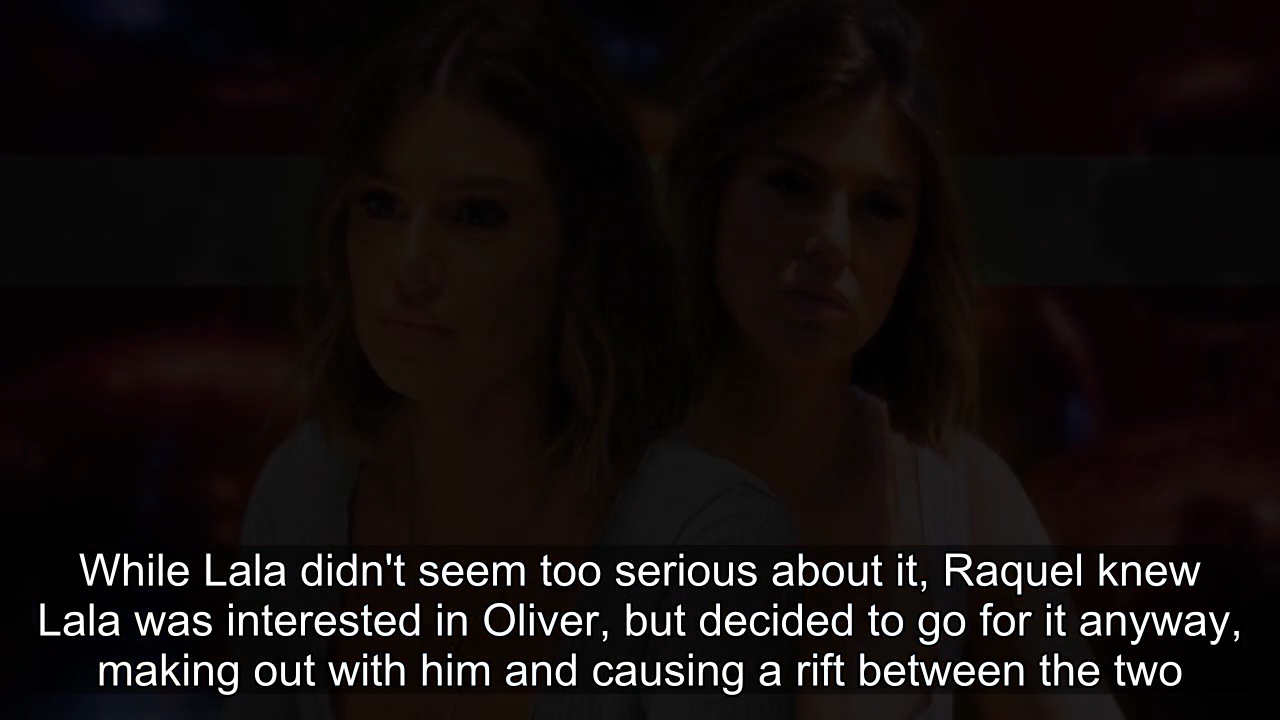 While Lala didn't seem too serious about it, Raquel knew
Lala was interested in Oliver, but decided to go for it anyway,
making out with him and causing a rift between the two